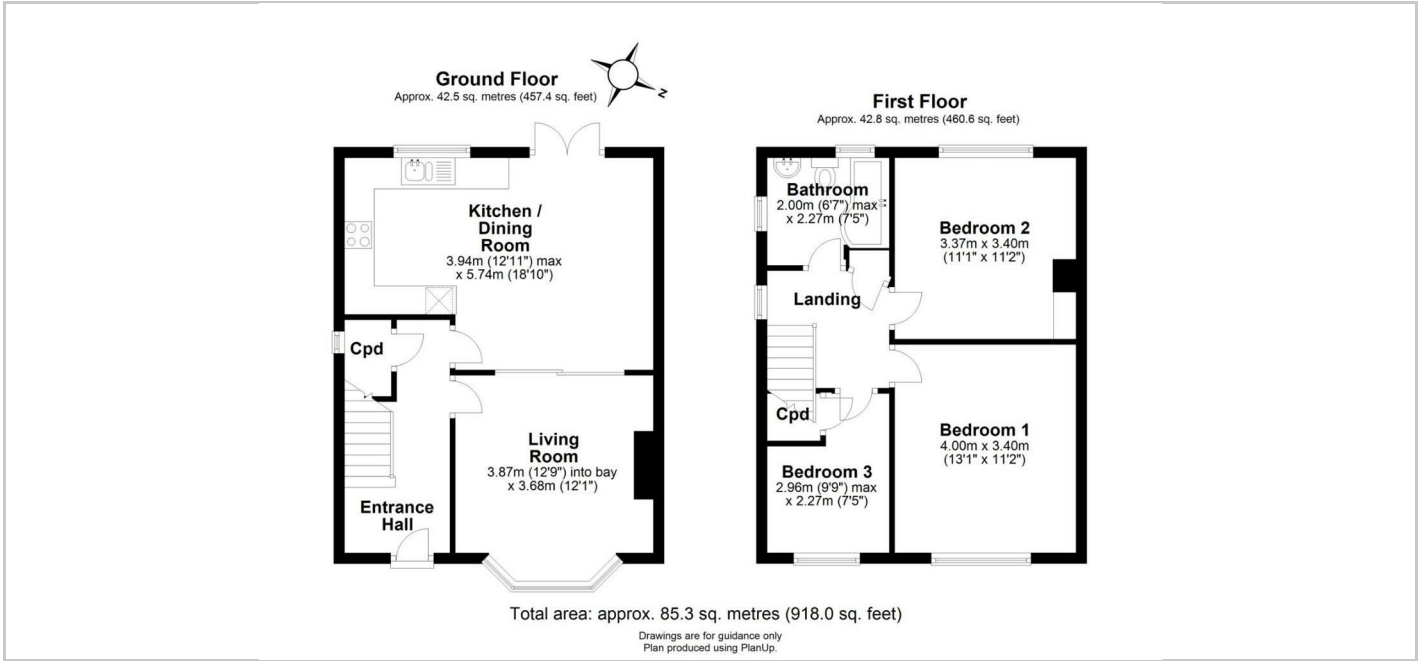 Ground Floor
Approx. 42.5 sq. metres (457.4 sq. feet)
N
Kitchen /
Dining
Room
3.94m (12'11") max
x 5.74m (18'10")
Cpd
Living
Room
3.87m (12'9") into bay
x 3.68m (12'1")
Entrance
Hall
First Floor
Approx. 42.8 sq. metres (460.6 sq. feet)
Bathroom
2.00m (6'7") max
x 2.27m (7'5")
Bedroom 2
3.37m x 3.40m
(11'1" x 11'2")
Landing
Cpd
Bedroom 1
4.00m x 3.40m
(13'1" x 11'2")
Bedroom 3
2.96m (9'9") max
x 2.27m (7'5")
Total area: approx. 85.3 sq. metres (918.0 sq. feet)
Drawings are for guidance only
Plan produced using PlanUp.